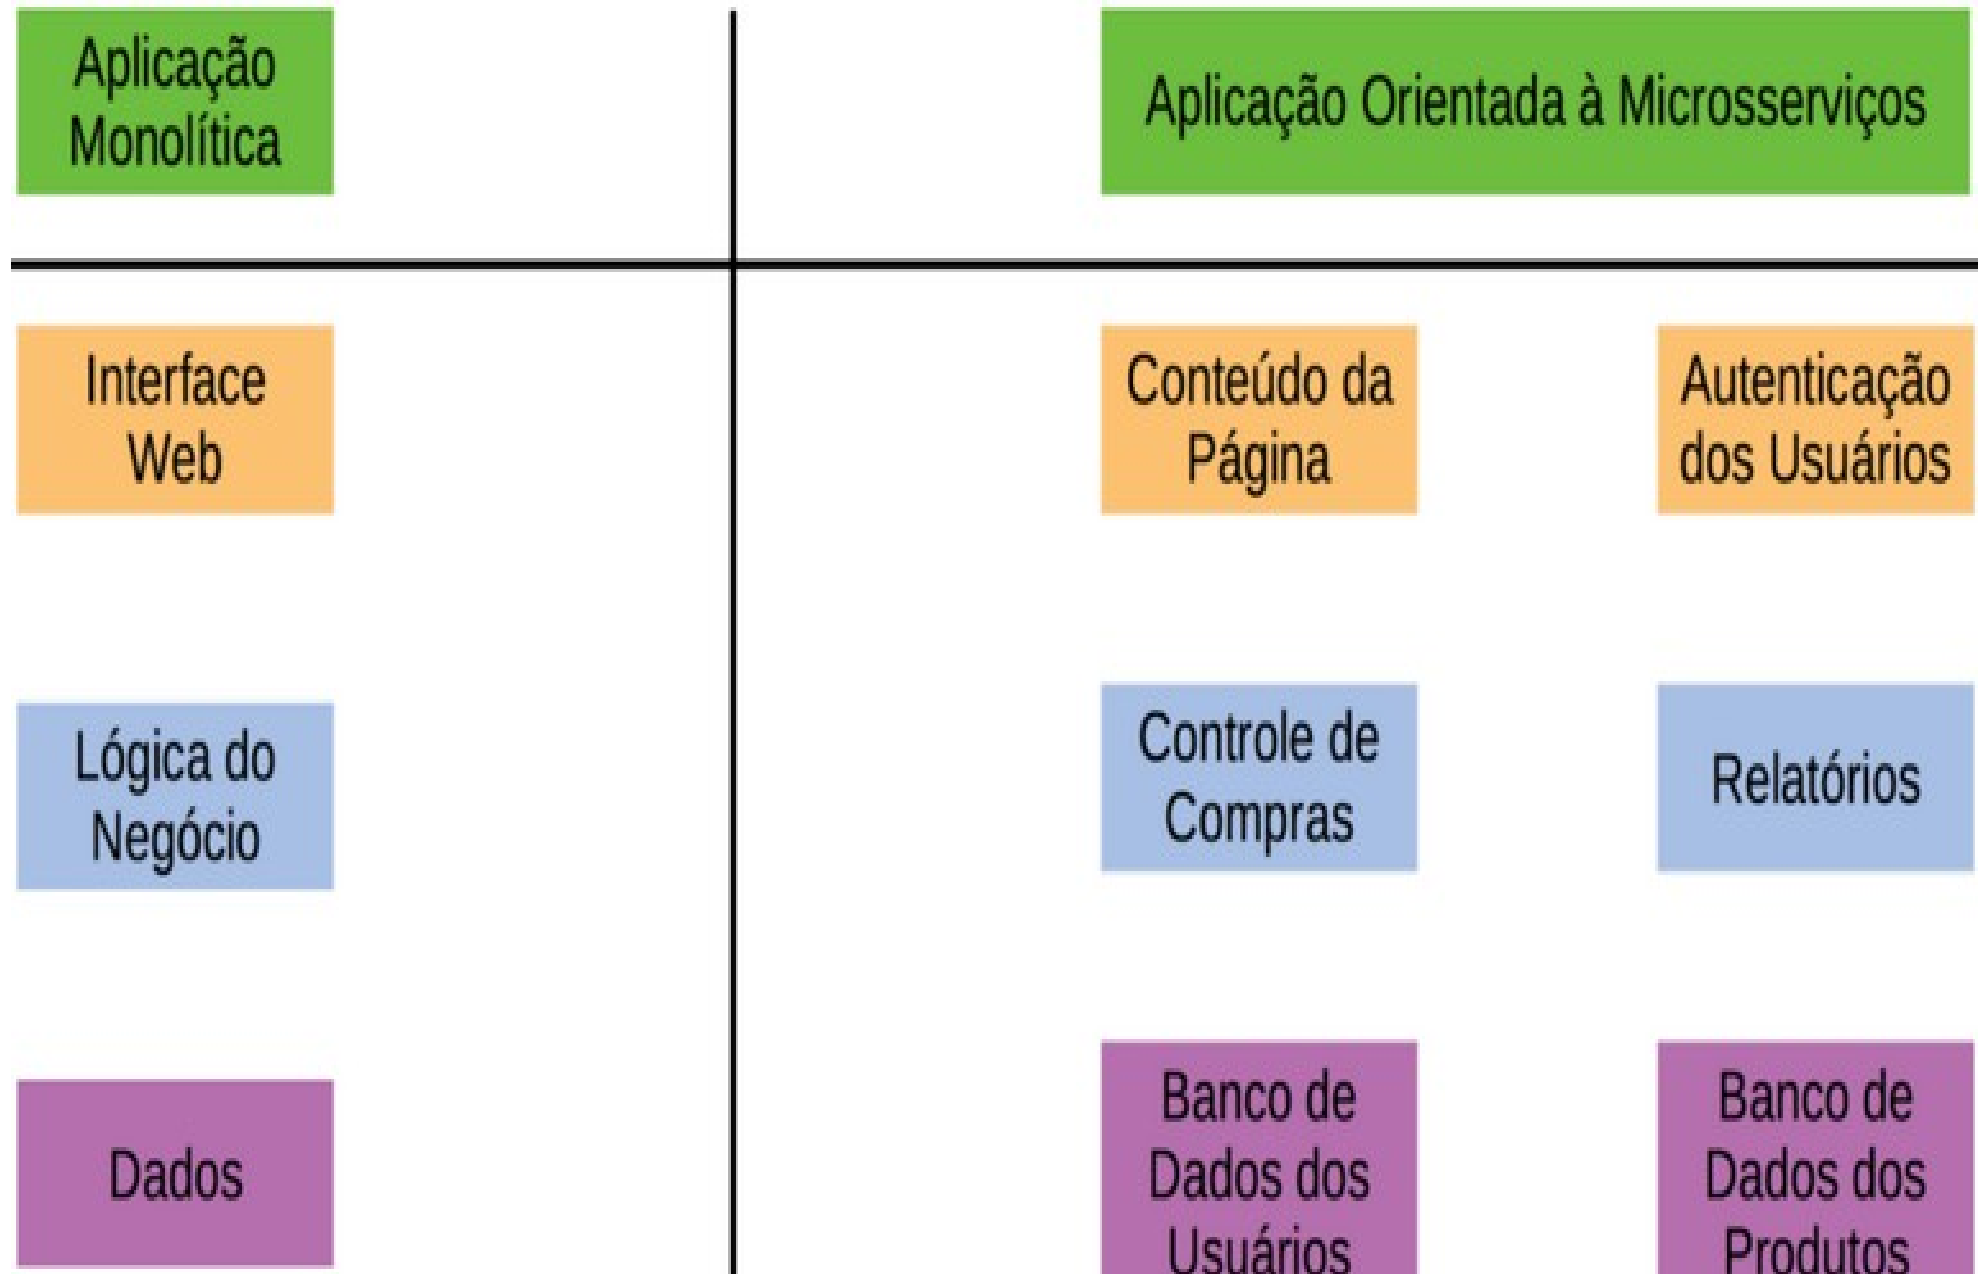 Aplicação
Monolítica
Aplicação Orientada à Microsserviços
Interface
Web
Conteúdo da
Página
Autenticação
dos Usuários
Lógica do
Negócio
Controle de
Compras
Relatórios
Dados
Banco de
Dados dos
Usuários
Banco de
Dados dos
Produtos